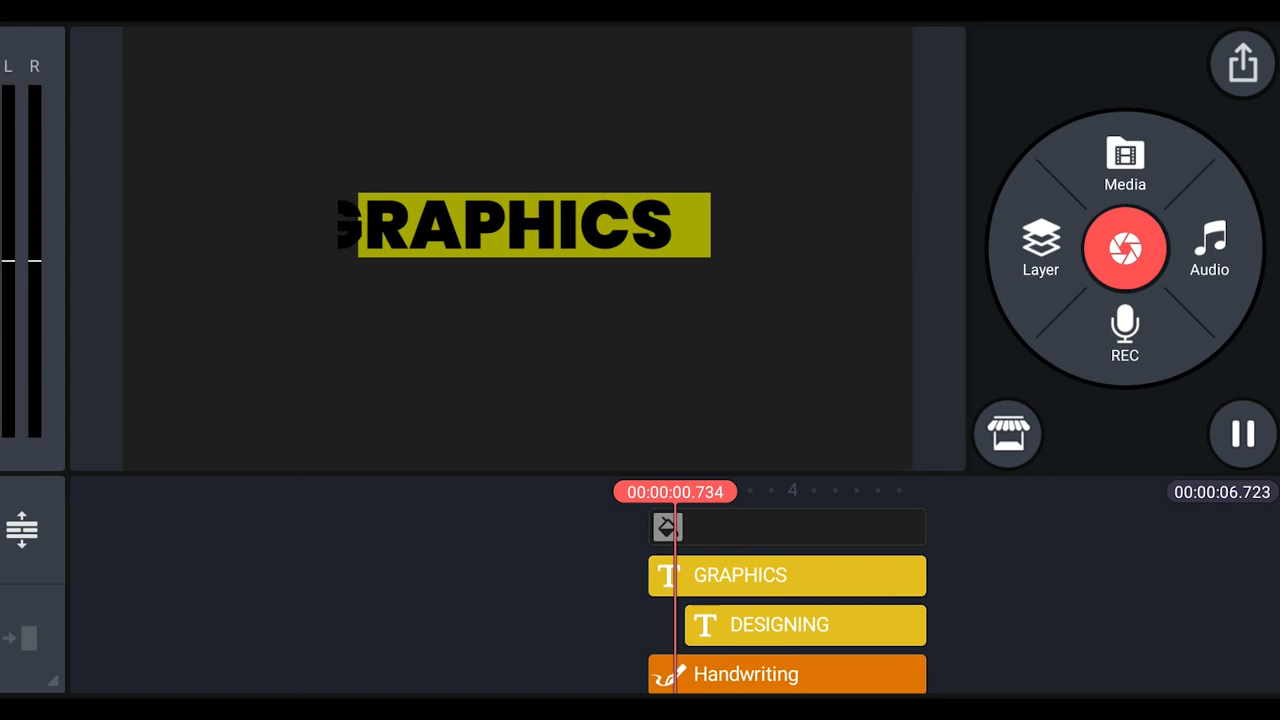 L R
GRAPHICS
Media
Layer
Audio
REC
00:00:00.734
4
00:00:06.723
T GRAPHICS
T DESIGNING
Handwriting